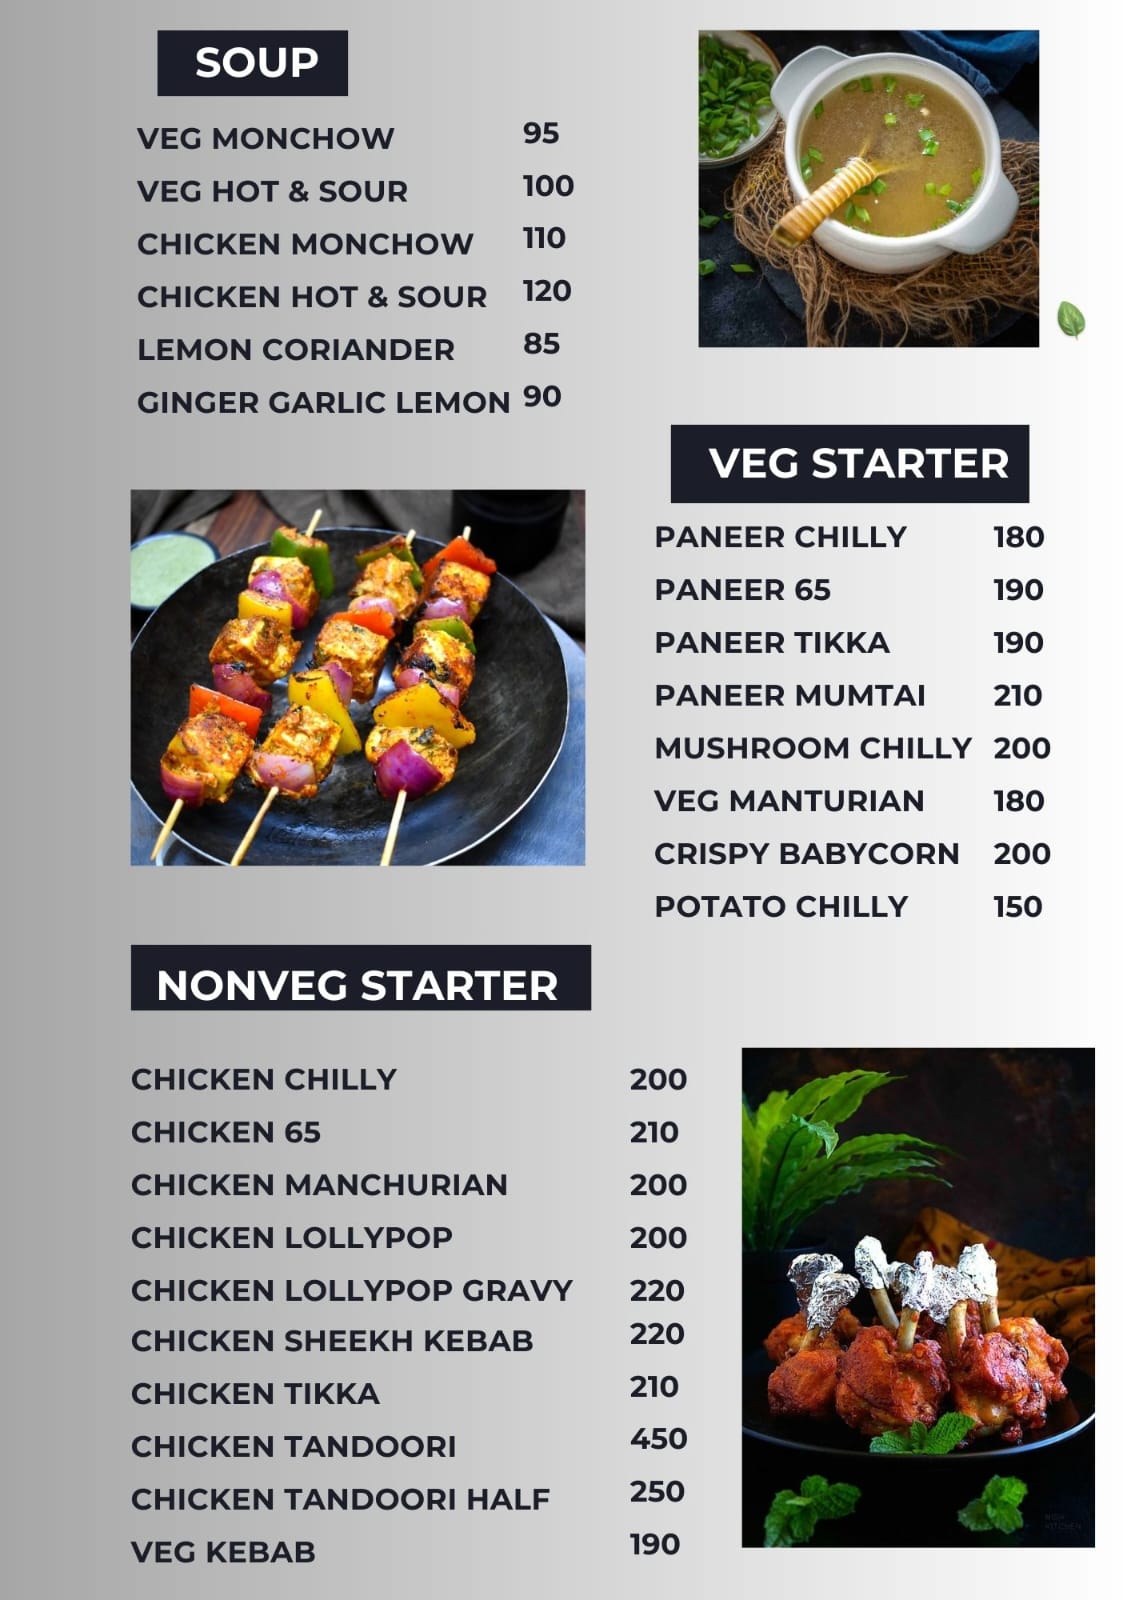 SOUP
VEG MONCHOW 95
VEG HOT & SOUR 100
CHICKEN MONCHOW 110
CHICKEN HOT & SOUR 120
LEMON CORIANDER 85
GINGER GARLIC LEMON 90
VEG STARTER
PANEER CHILLY 180
PANEER 65 190
PANEER TIKKA 190
PANEER MUMTAI 210
MUSHROOM CHILLY 200
VEG MANTURIAN 180
CRISPY BABYCORN 200
POTATO CHILLY 150
NONVEG STARTER
CHICKEN CHILLY 200
CHICKEN 65 210
CHICKEN MANCHURIAN 200
CHICKEN LOLLYPOP 200
CHICKEN LOLLYPOP GRAVY 220
CHICKEN SHEEKH KEBAB 220
CHICKEN TIKKA 210
CHICKEN TANDOORI 450
CHICKEN TANDOORI HALF 250
VEG KEBAB 190
KITCHEN